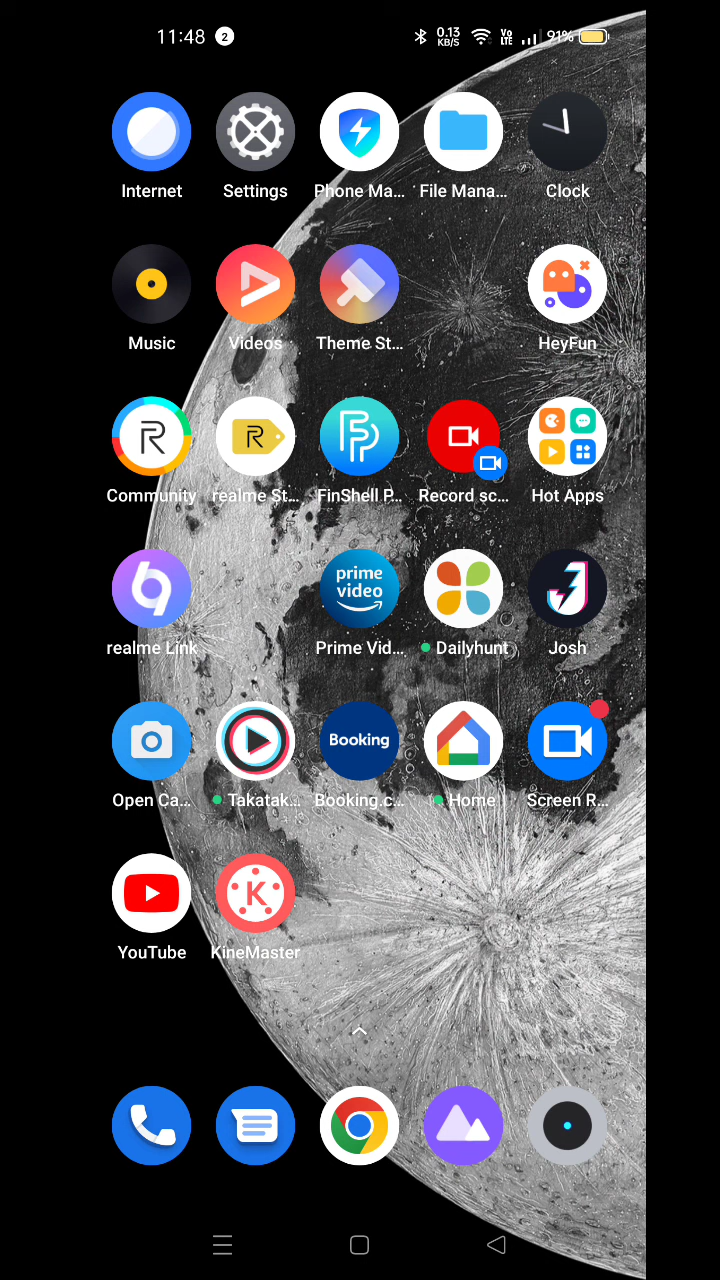 11:48 2 0.13 KB/S VO LTE 91%
Internet Settings Phone Ma... File Mana... Clock
Music Videos Theme St... HeyFun
R R
Community realme St... FinShell P... Record sc... Hot Apps
prime video
realme Link Prime Vid... Dailyhunt Josh
Booking
Open Ca... Takatak... Booking.c... Home Screen R...
K
YouTube KineMaster